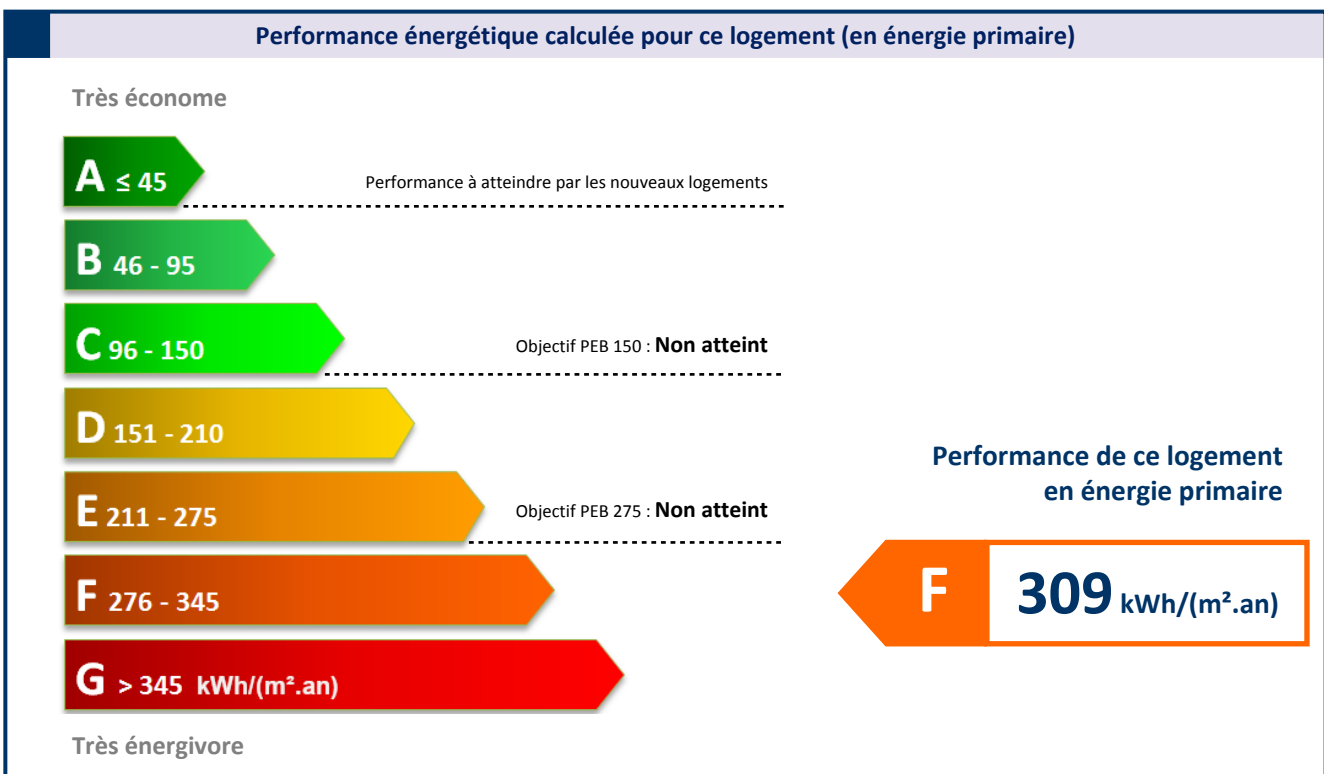 Performance énergétique calculée pour ce logement (en énergie primaire)
Très économe
A ≤ 45
Performance à atteindre par les nouveaux logements
B 46 - 95
C 96 - 150
Objectif PEB 150 : Non atteint
D 151 - 210
E 211 - 275
Objectif PEB 275 : Non atteint
F 276 - 345
G > 345 kWh/(m².an)
Très énergivore
Performance de ce logement
en énergie primaire
F 309 kWh/(m².an)